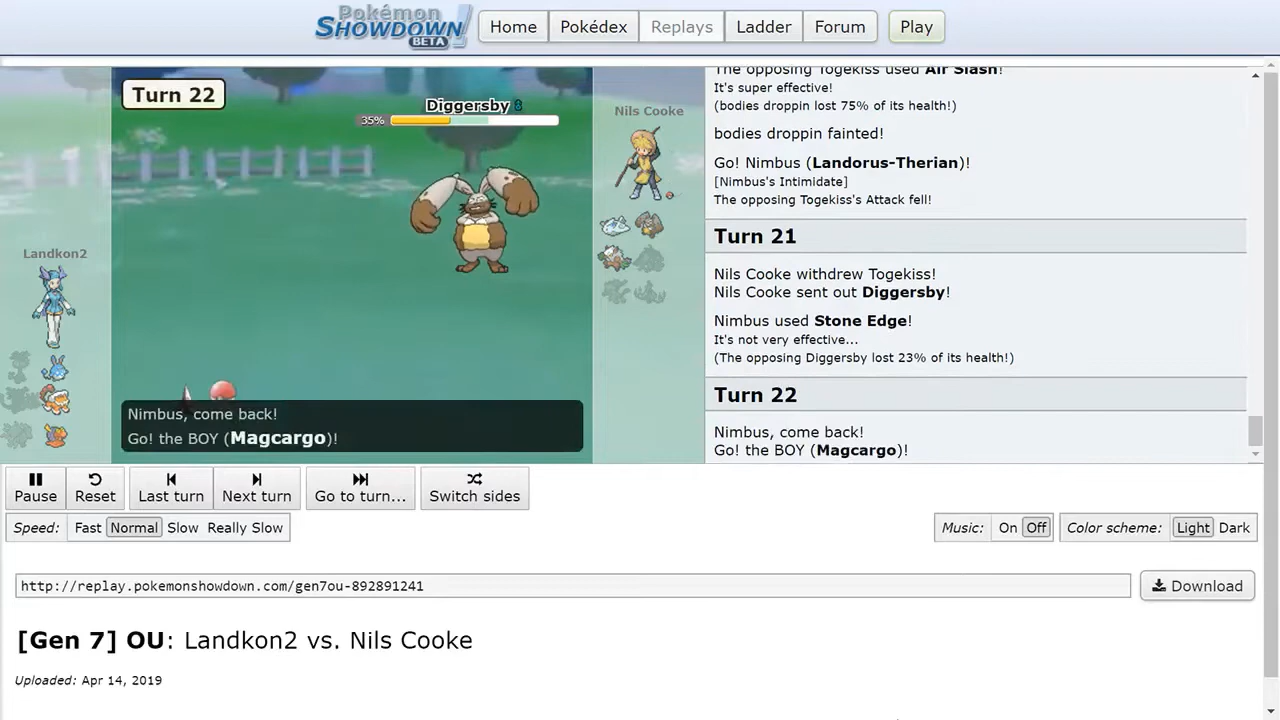 Pokémon
SHOWDOWN!
BETA
Home
Pokédex
Replays
Ladder
Forum
Play
Turn 22
Diggersby
35%
Landkon2
Nils Cooke
Nimbus, come back!
Go! the BOY (Magcargo)!
The opposing Togekiss used Air Slash!
It's super effective!
(bodies droppin lost 75% of its health!)
bodies droppin fainted!
Go! Nimbus (Landorus-Therian)!
[Nimbus's Intimidate]
The opposing Togekiss's Attack fell!
Turn 21
Nils Cooke withdrew Togekiss!
Nils Cooke sent out Diggersby!
Nimbus used Stone Edge!
It's not very effective...
(The opposing Diggersby lost 23% of its health!)
Turn 22
Nimbus, come back!
Go! the BOY (Magcargo)!
Pause
Reset
Last turn
Next turn
Go to turn...
Switch sides
Speed: Fast Normal Slow Really Slow
Music: On Off
Color scheme: Light Dark
http://replay.pokemonshowdown.com/gen7ou-892891241
Download
[Gen 7] OU: Landkon2 vs. Nils Cooke
Uploaded: Apr 14, 2019